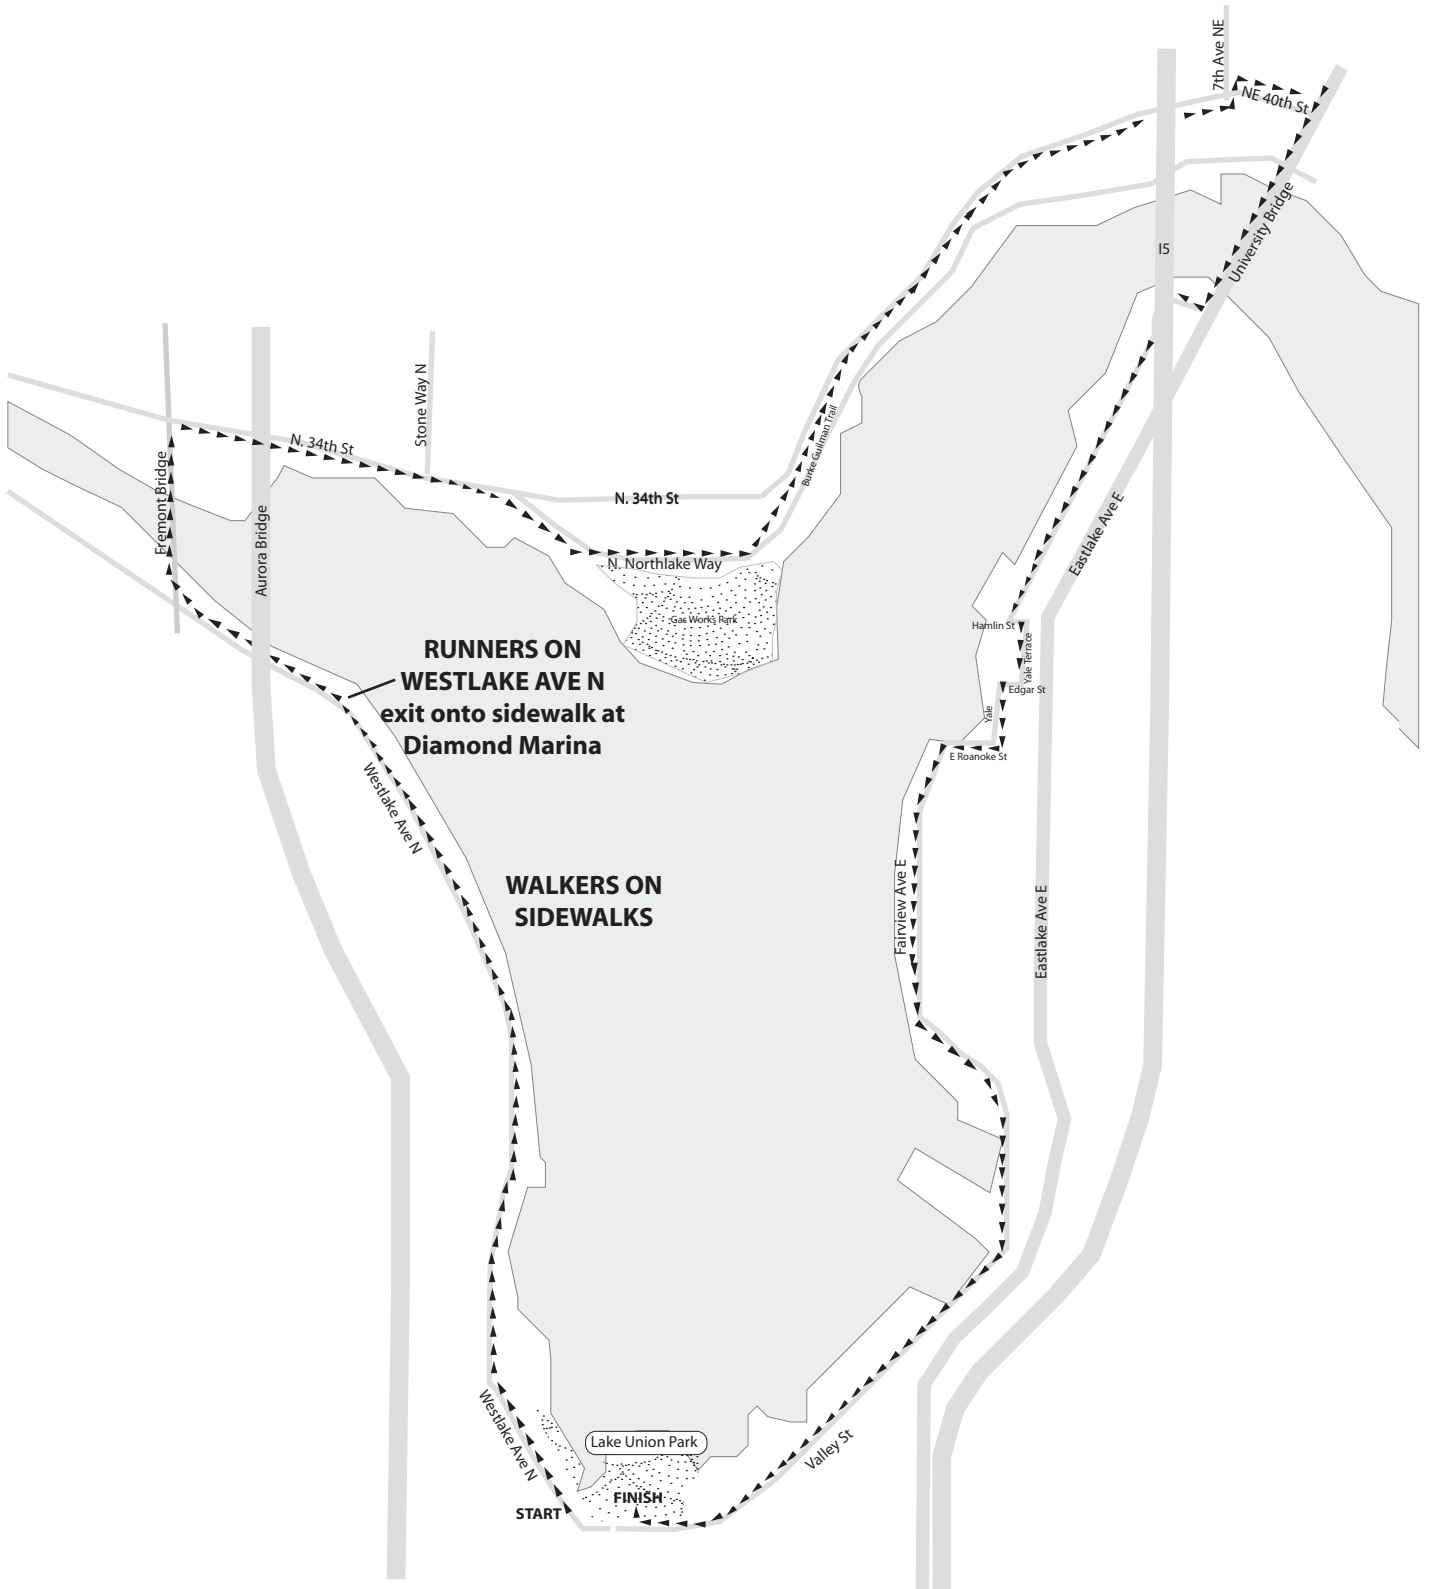 7th Ave NE
NE 40th St
University Bridge
I5
Stone Way N
N. 34th St
Fremont Bridge
Aurora Bridge
N. 34th St
Burke Guilman Trail
N. Northlake Way
Gas Works Park
Eastlake Ave E
Hamlin St
Yale Terrace
Edgar St
Yale
E Roanoke St
RUNNERS ON
WESTLAKE AVE N
exit onto sidewalk at
Diamond Marina
Westlake Ave N
WALKERS ON
SIDEWALKS
Fairview Ave E
Eastlake Ave E
Westlake Ave N
Lake Union Park
Valley St
FINISH
START